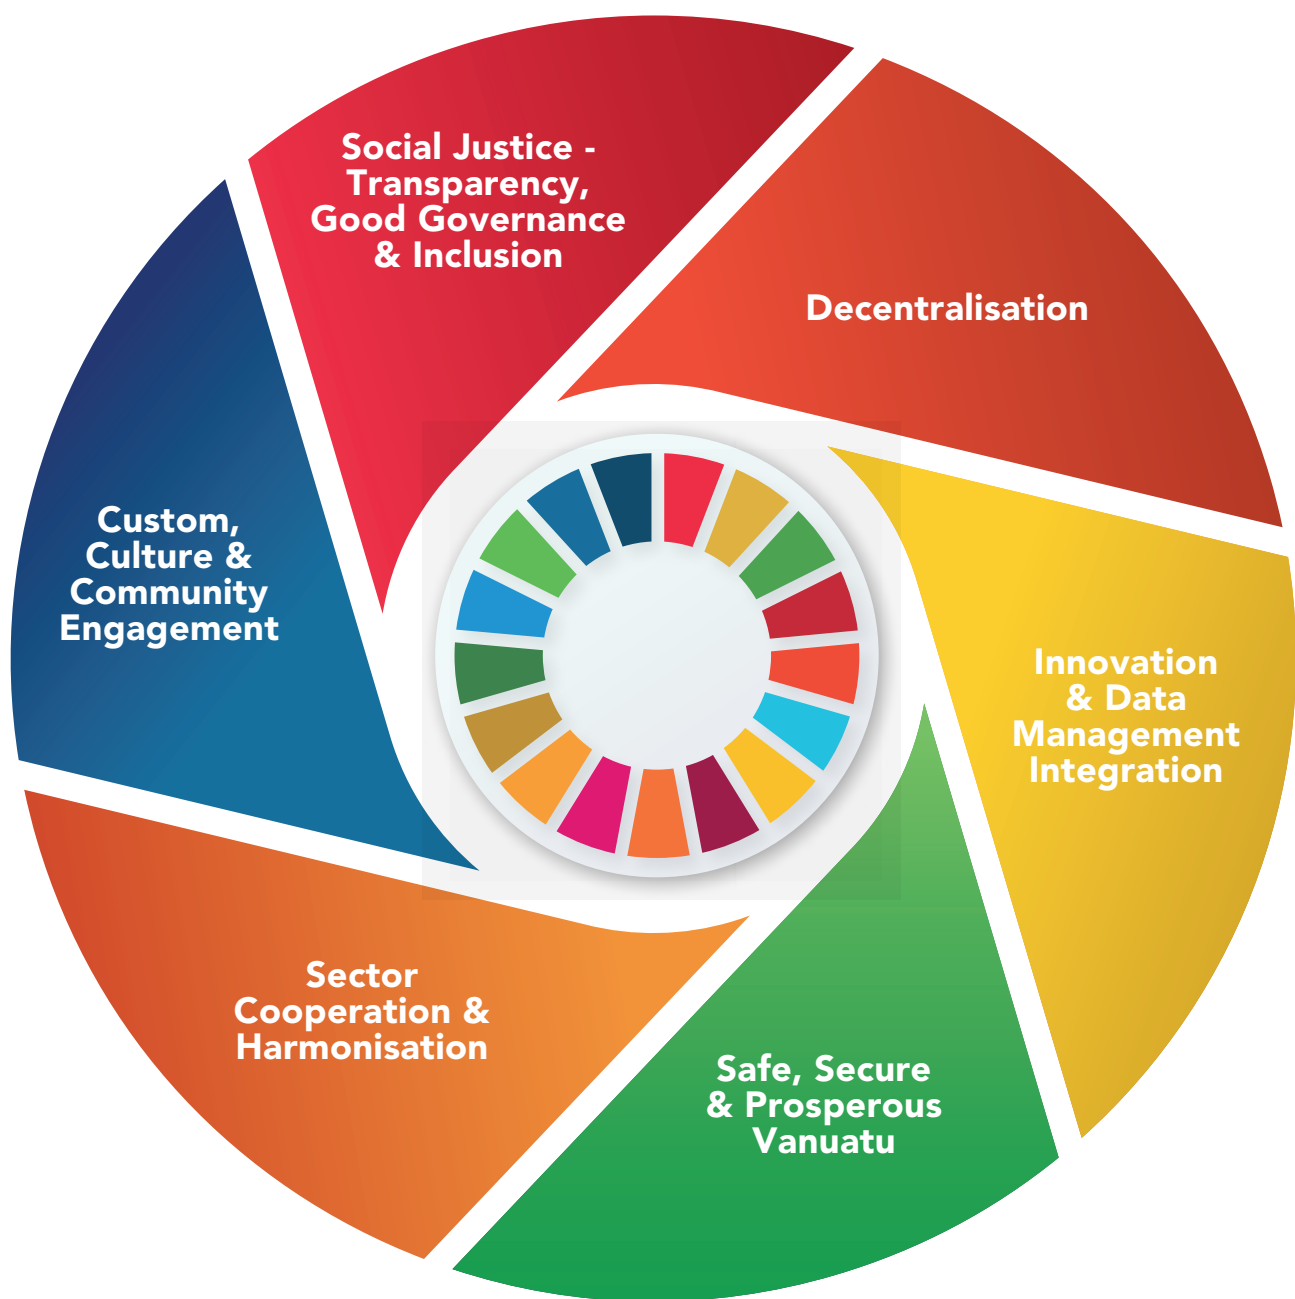 Social Justice -
Transparency,
Good Governance
& Inclusion
Decentralisation
Innovation
& Data
Management
Integration
Safe, Secure
& Prosperous
Vanuatu
Sector
Cooperation &
Harmonisation
Custom,
Culture &
Community
Engagement